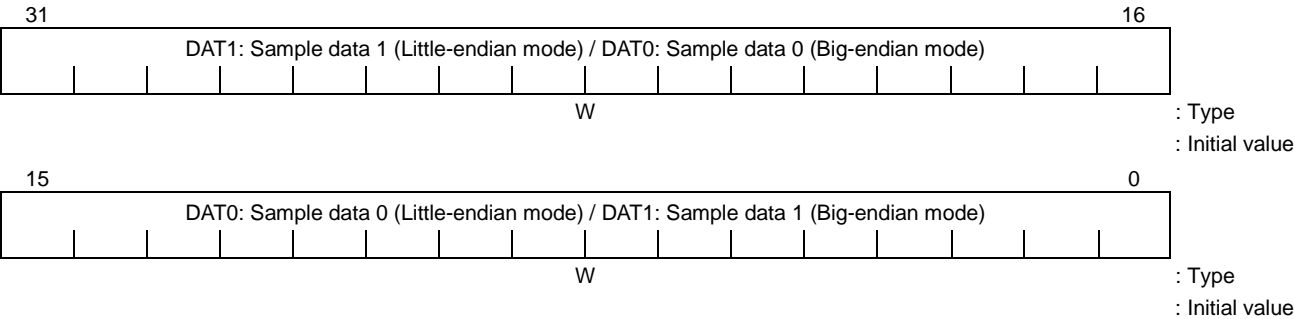 31 16
DAT1: Sample data 1 (Little-endian mode) / DAT0: Sample data 0 (Big-endian mode)
W : Type
: Initial value
15 0
DAT0: Sample data 0 (Little-endian mode) / DAT1: Sample data 1 (Big-endian mode)
W : Type
: Initial value